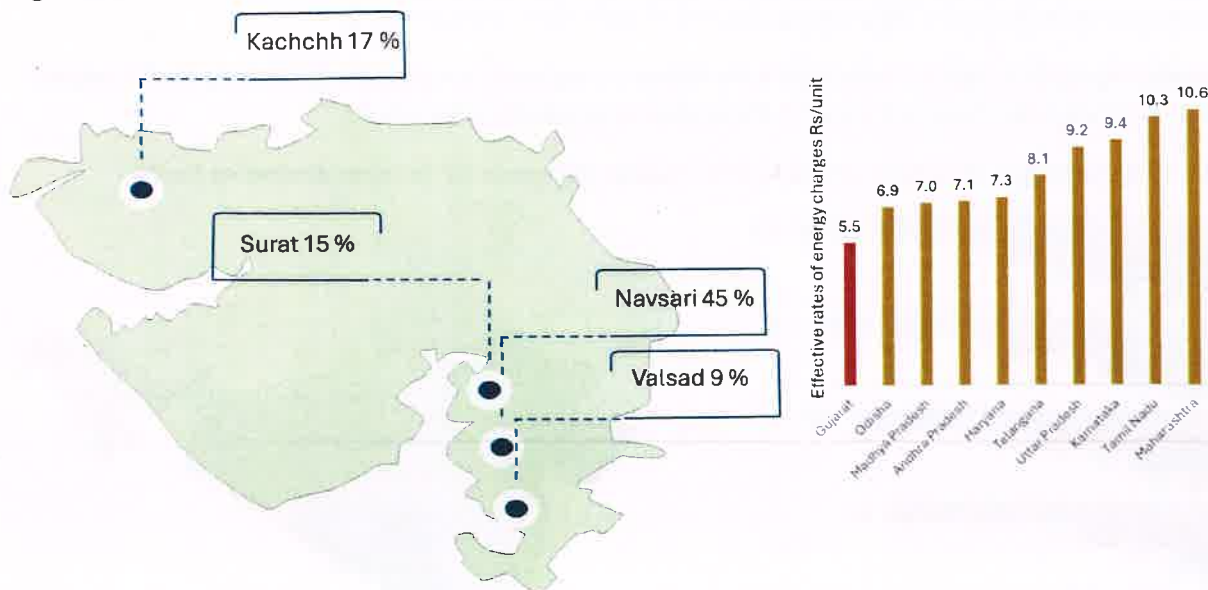 Kachchh 17 %
Surat 15 %
Navsari 45 %
Valsad 9 %
Effective rates of energy charges Rs/unit
5.5
6.9
7.0
7.1
7.3
8.1
9.2
9.4
10.3
10.6
Gujarat
Odisha
Madhya Pradesh
Andhra Pradesh
Haryana
Telangana
Uttar Pradesh
Karnataka
Tamil Nadu
Maharashtra